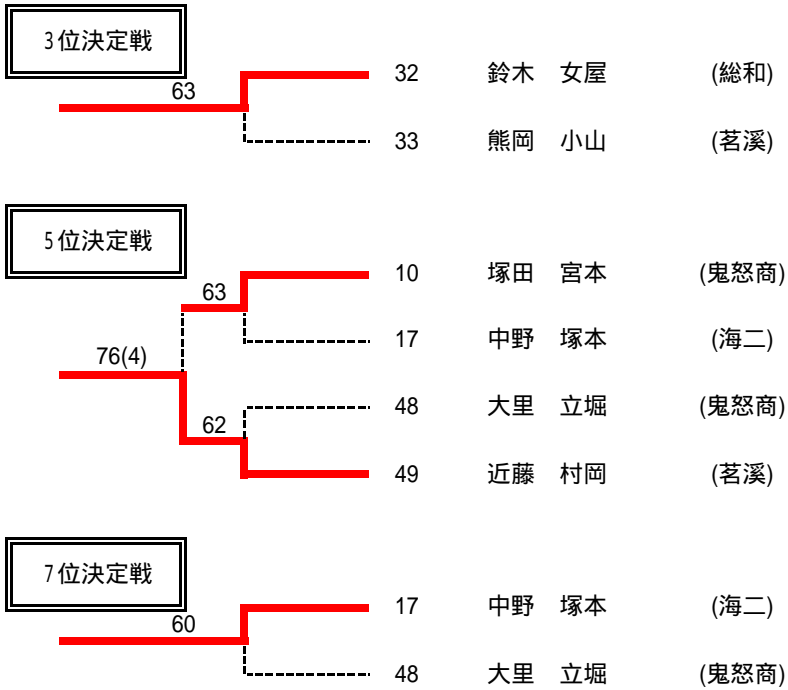 3位決定戦
32 鈴木 女屋 (総和)
63
33 熊岡 小山 (茗溪)
5位決定戦
10 塚田 宮本 (鬼怒商)
63
17 中野 塚本 (海二)
76(4)
48 大里 立堀 (鬼怒商)
62
49 近藤 村岡 (茗溪)
7位決定戦
17 中野 塚本 (海二)
60
48 大里 立堀 (鬼怒商)